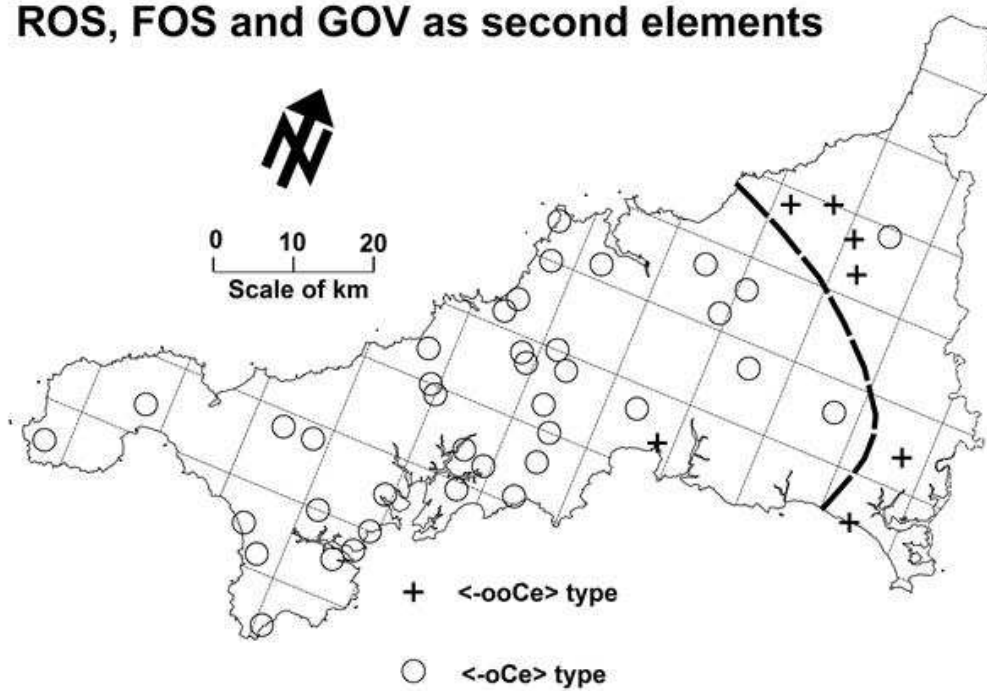 ROS, FOS and GOV as second elements
N
0 10 20
Scale of km
<-ooCe> type
<-oCe> type